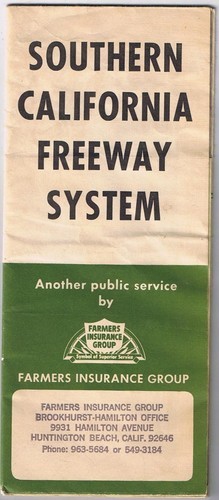 SOUTHERN
CALIFORNIA
FREEWAY
SYSTEM
Another public service
by
FARMERS
INSURANCE
GROUP
Symbol of Superior Service
FARMERS INSURANCE GROUP
FARMERS INSURANCE GROUP
BROOKHURST-HAMILTON OFFICE
9931 HAMILTON AVENUE
HUNTINGTON BEACH, CALIF. 92646
Phone: 963-5684 or 549-3184